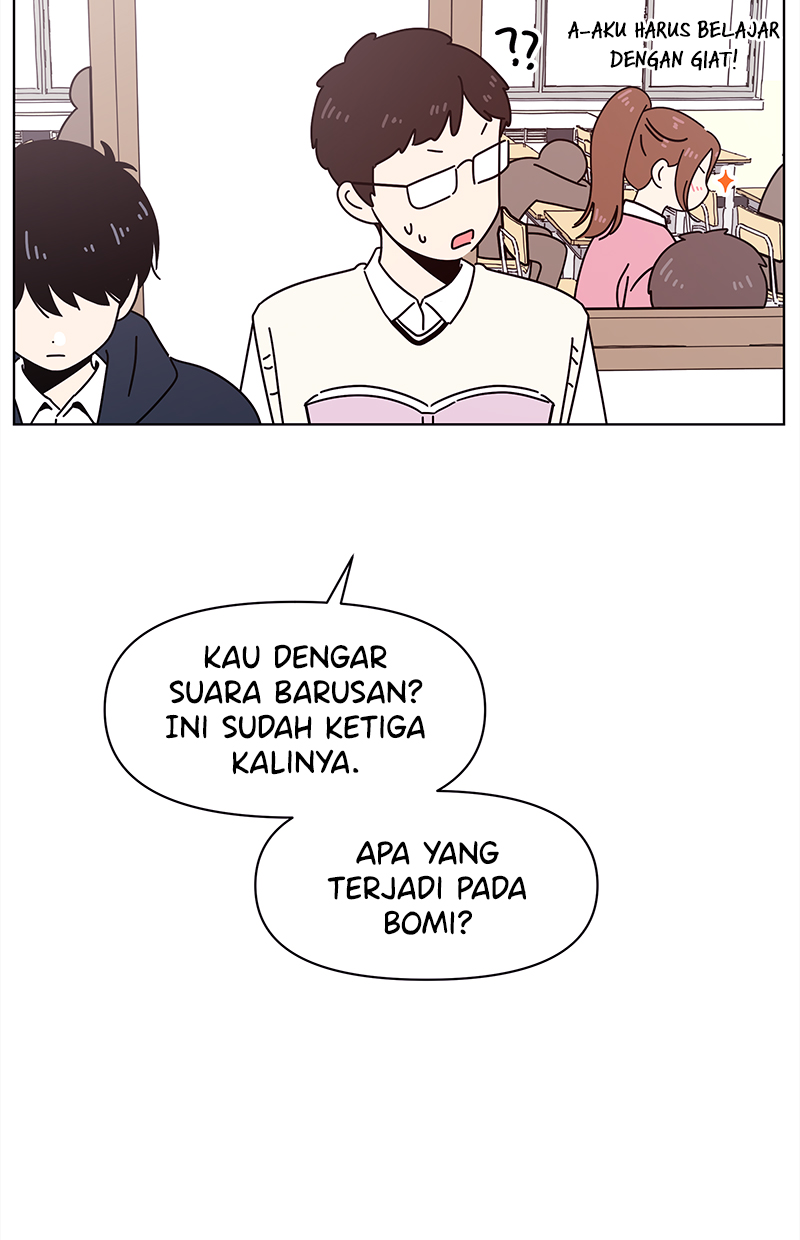 ??
A-AKU HARUS BELAJAR
DENGAN GIAT!
KAU DENGAR
SUARA BARUSAN?
INI SUDAH KETIGA
KALINYA.
APA YANG
TERJADI PADA
BOMI?